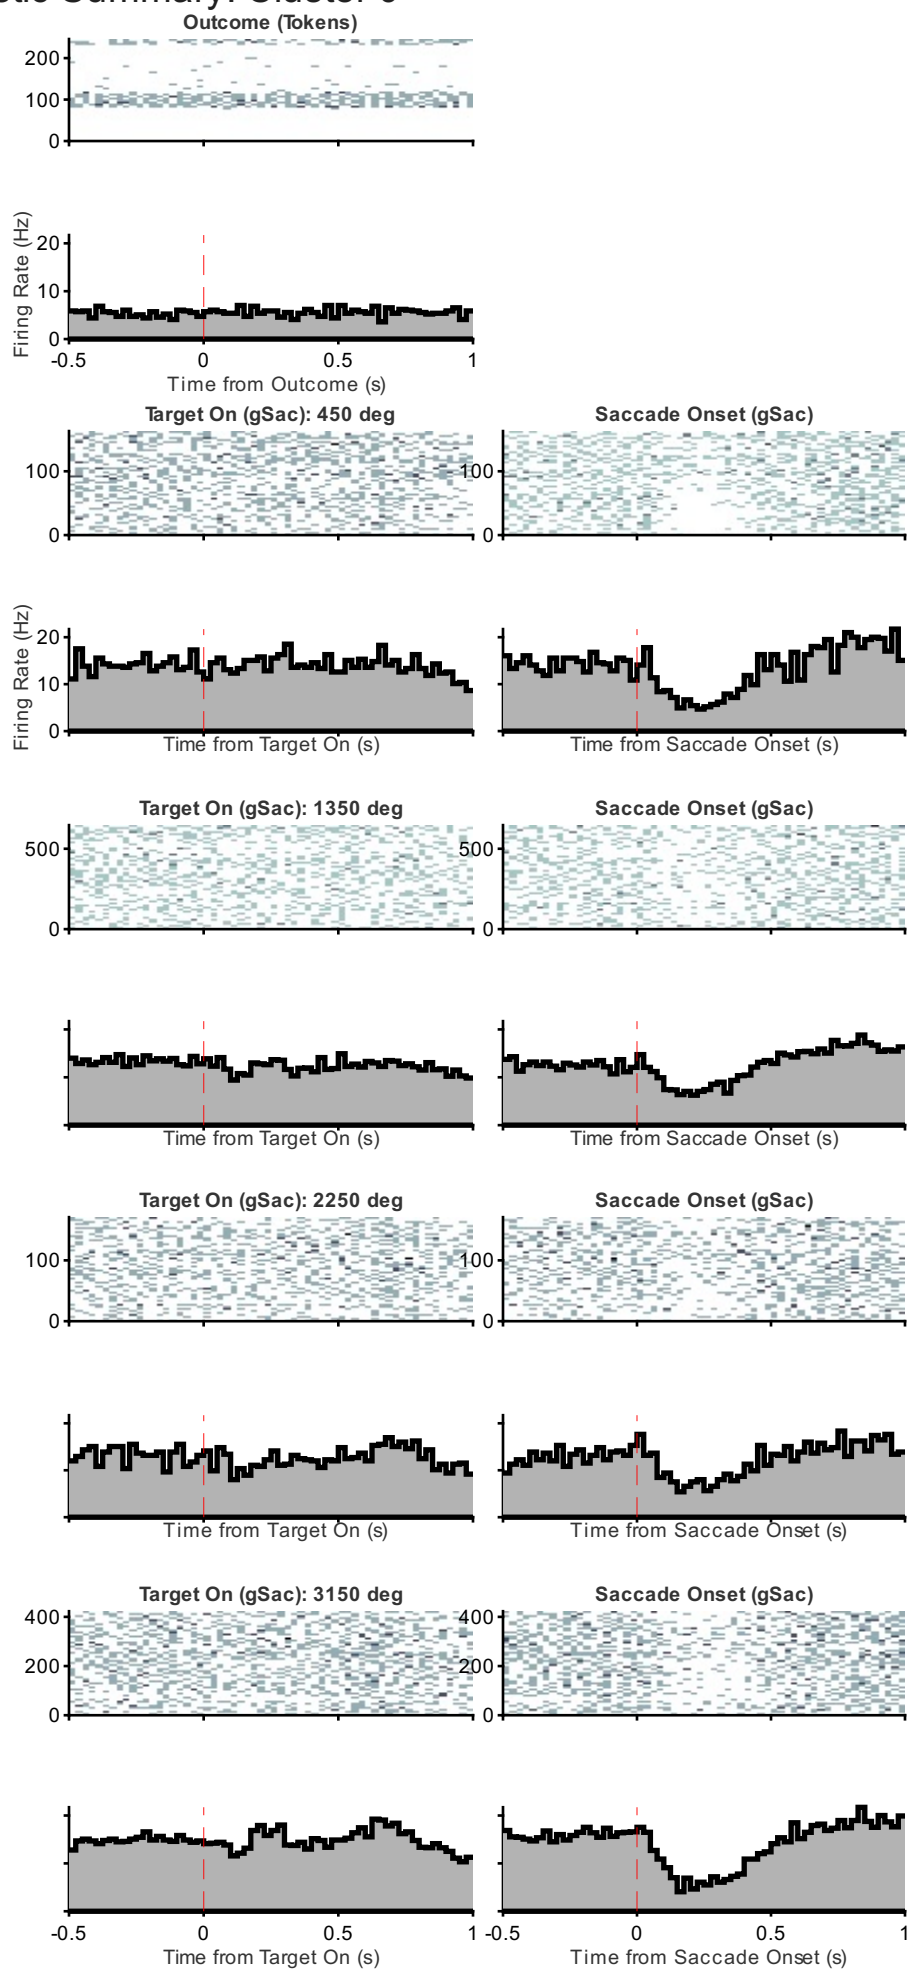 Summary: Cluster
Outcome (Tokens)
200
100
0
Firing Rate (Hz)
20
10
0
-0.5 0 0.5 1
Time from Outcome (s)
Target On (gSac): 450 deg Saccade Onset (gSac)
100 100
0 0
Firing Rate (Hz)
20
10
0
Time from Target On (s) Time from Saccade Onset (s)
Target On (gSac): 1350 deg Saccade Onset (gSac)
500 500
0 0
Time from Target On (s) Time from Saccade Onset (s)
Target On (gSac): 2250 deg Saccade Onset (gSac)
100 100
0 0
Time from Target On (s) Time from Saccade Onset (s)
Target On (gSac): 3150 deg Saccade Onset (gSac)
400 400
200 200
0 0
-0.5 0 0.5 1 -0.5 0 0.5 1
Time from Target On (s) Time from Saccade Onset (s)